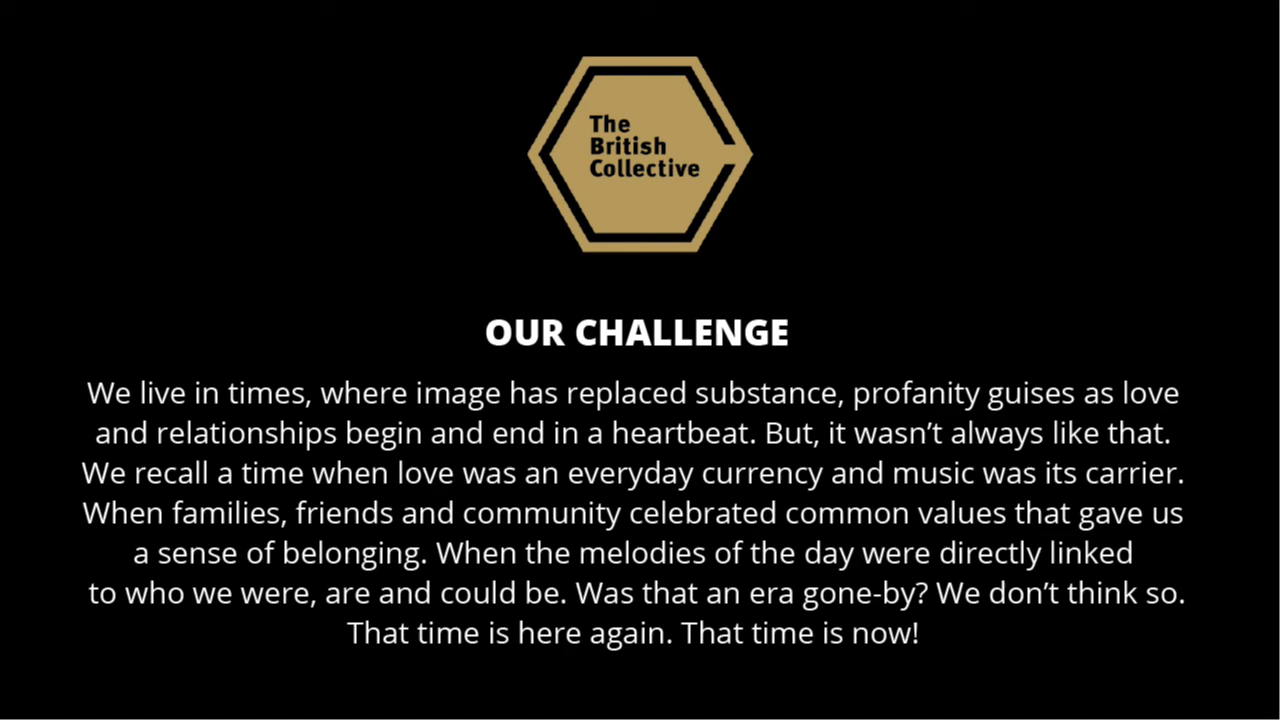 The
British
Collective
OUR CHALLENGE
We live in times, where image has replaced substance, profanity guises as love
and relationships begin and end in a heartbeat. But, it wasn’t always like that.
We recall a time when love was an everyday currency and music was its carrier.
When families, friends and community celebrated common values that gave us
a sense of belonging. When the melodies of the day were directly linked
to who we were, are and could be. Was that an era gone-by? We don’t think so.
That time is here again. That time is now!